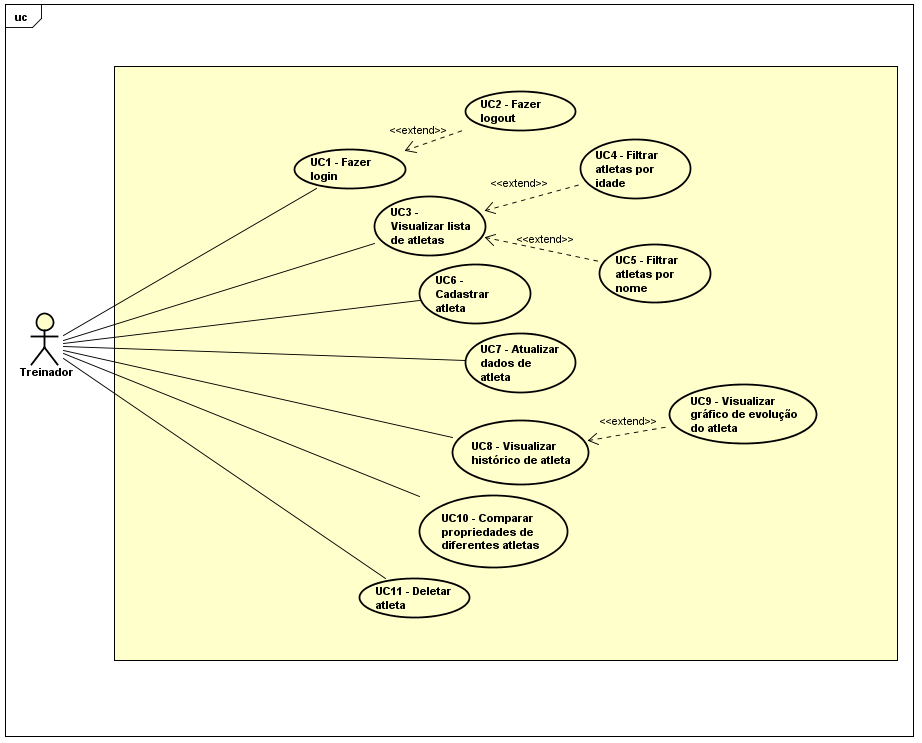 uc
UC2 - Fazer
logout
<<extend>>
UC1 - Fazer
login
UC4 - Filtrar
atletas por
idade
<<extend>>
UC3 -
Visualizar lista
de atletas
<<extend>>
UC5 - Filtrar
atletas por
nome
UC6 -
Cadastrar
atleta
Treinador
UC7 - Atualizar
dados de
atleta
UC9 - Visualizar
gráfico de evolução
do atleta
<<extend>>
UC8 - Visualizar
histórico de atleta
UC10 - Comparar
propriedades de
diferentes atletas
UC11 - Deletar
atleta